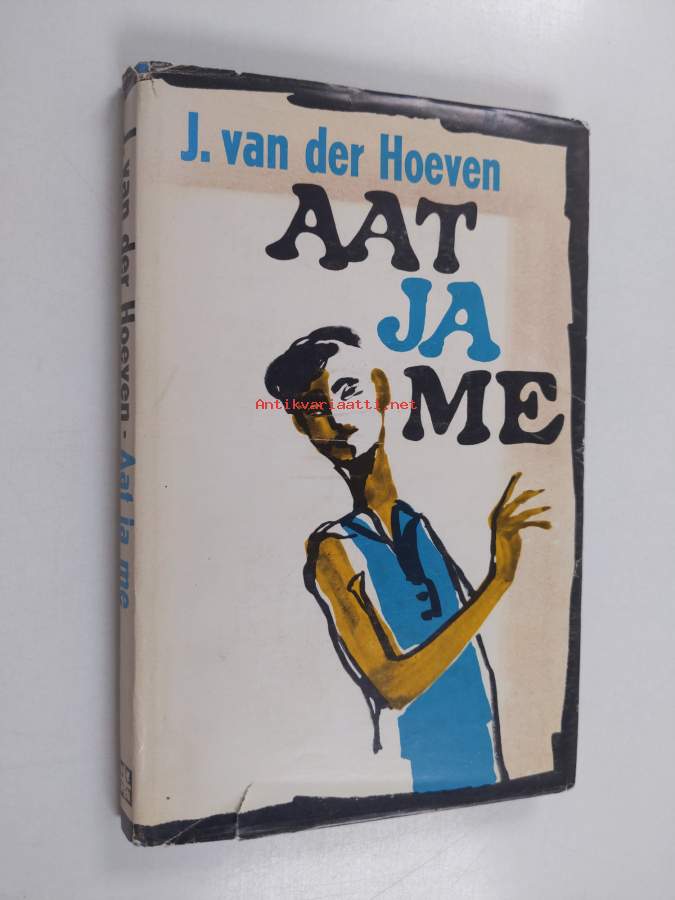 J. van der Hoeven
AAT
JA
ME
Antikvariaatti.net
J. van der Hoeven - Aat ja me